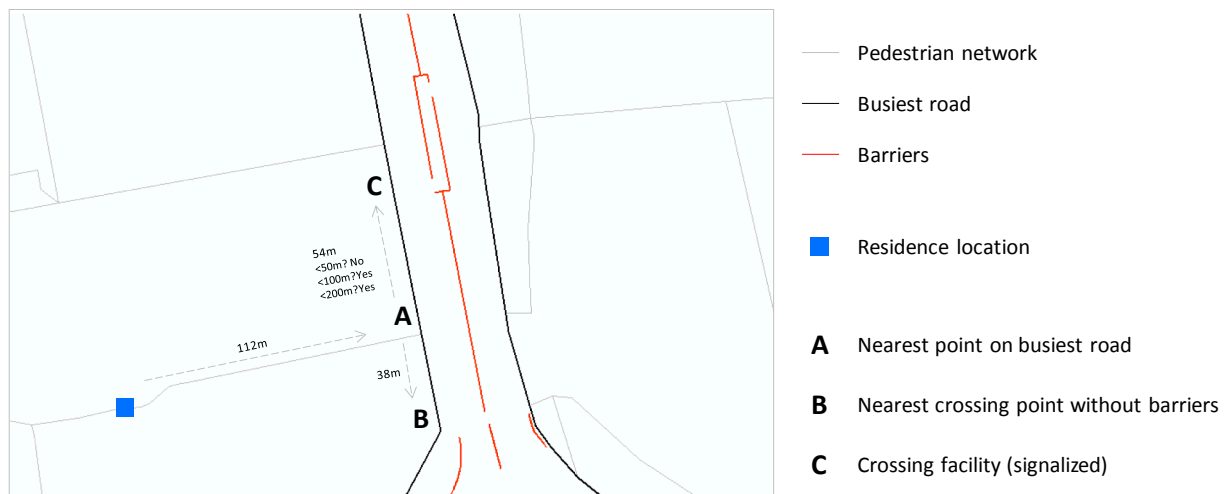 C
54m
<50m? No
<100m?Yes
<200m?Yes
A
112m
38m
B
Pedestrian network
Busiest road
Barriers
Residence location
A Nearest point on busiest road
B Nearest crossing point without barriers
C Crossing facility (signalized)